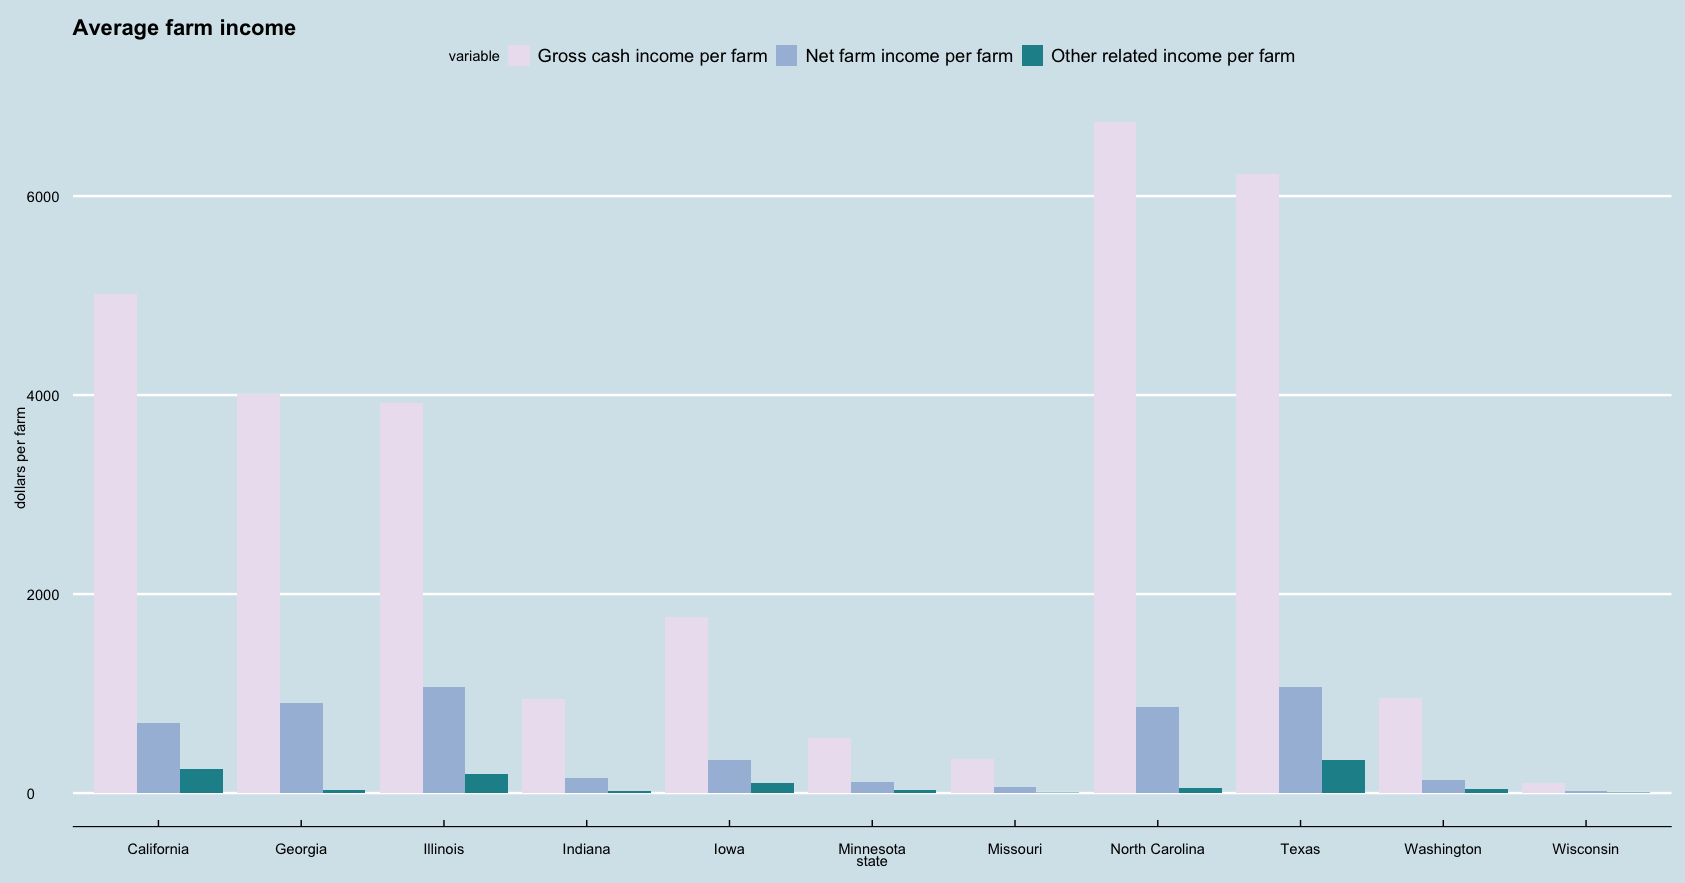 Average farm income
variable Gross cash income per farm Net farm income per farm Other related income per farm
6000
4000
2000
0
dollars per farm
California Georgia Illinois Indiana Iowa Minnesota Missouri North Carolina Texas Washington Wisconsin
state